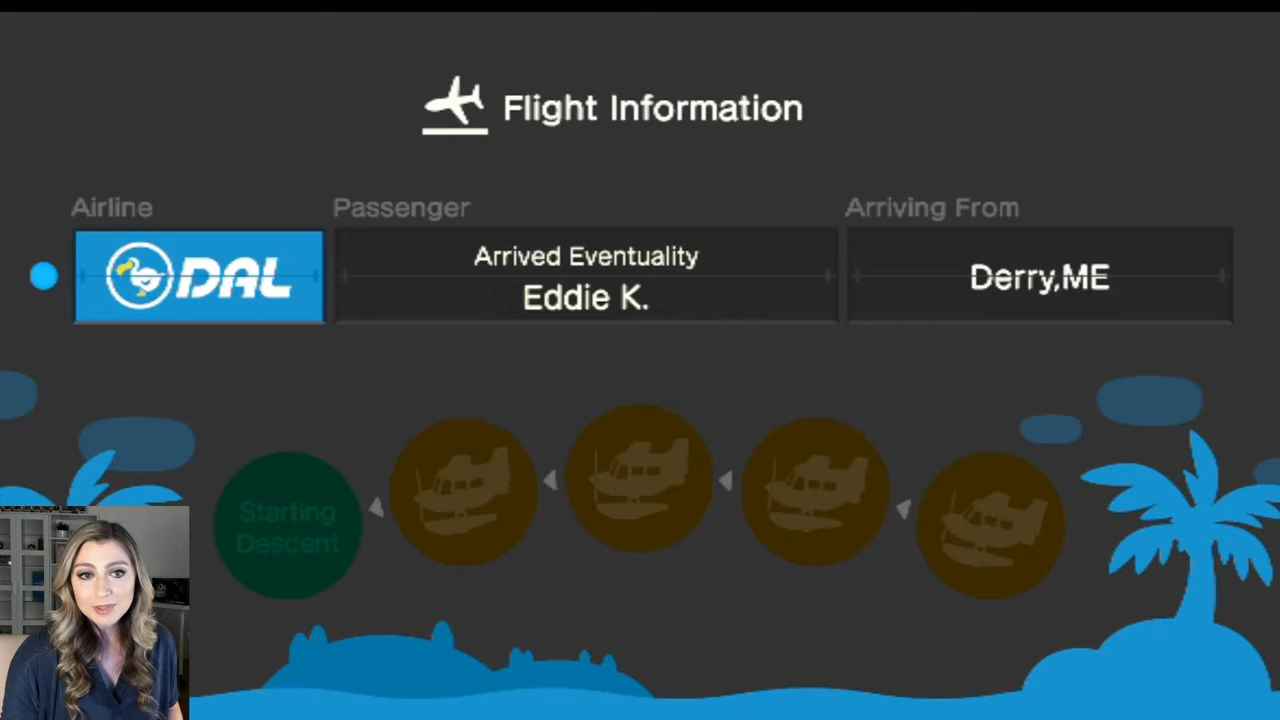 Flight Information
Airline
Passenger
Arriving From
DAL
Arrived Eventuality
Eddie K.
Derry,ME
Starting
Descent